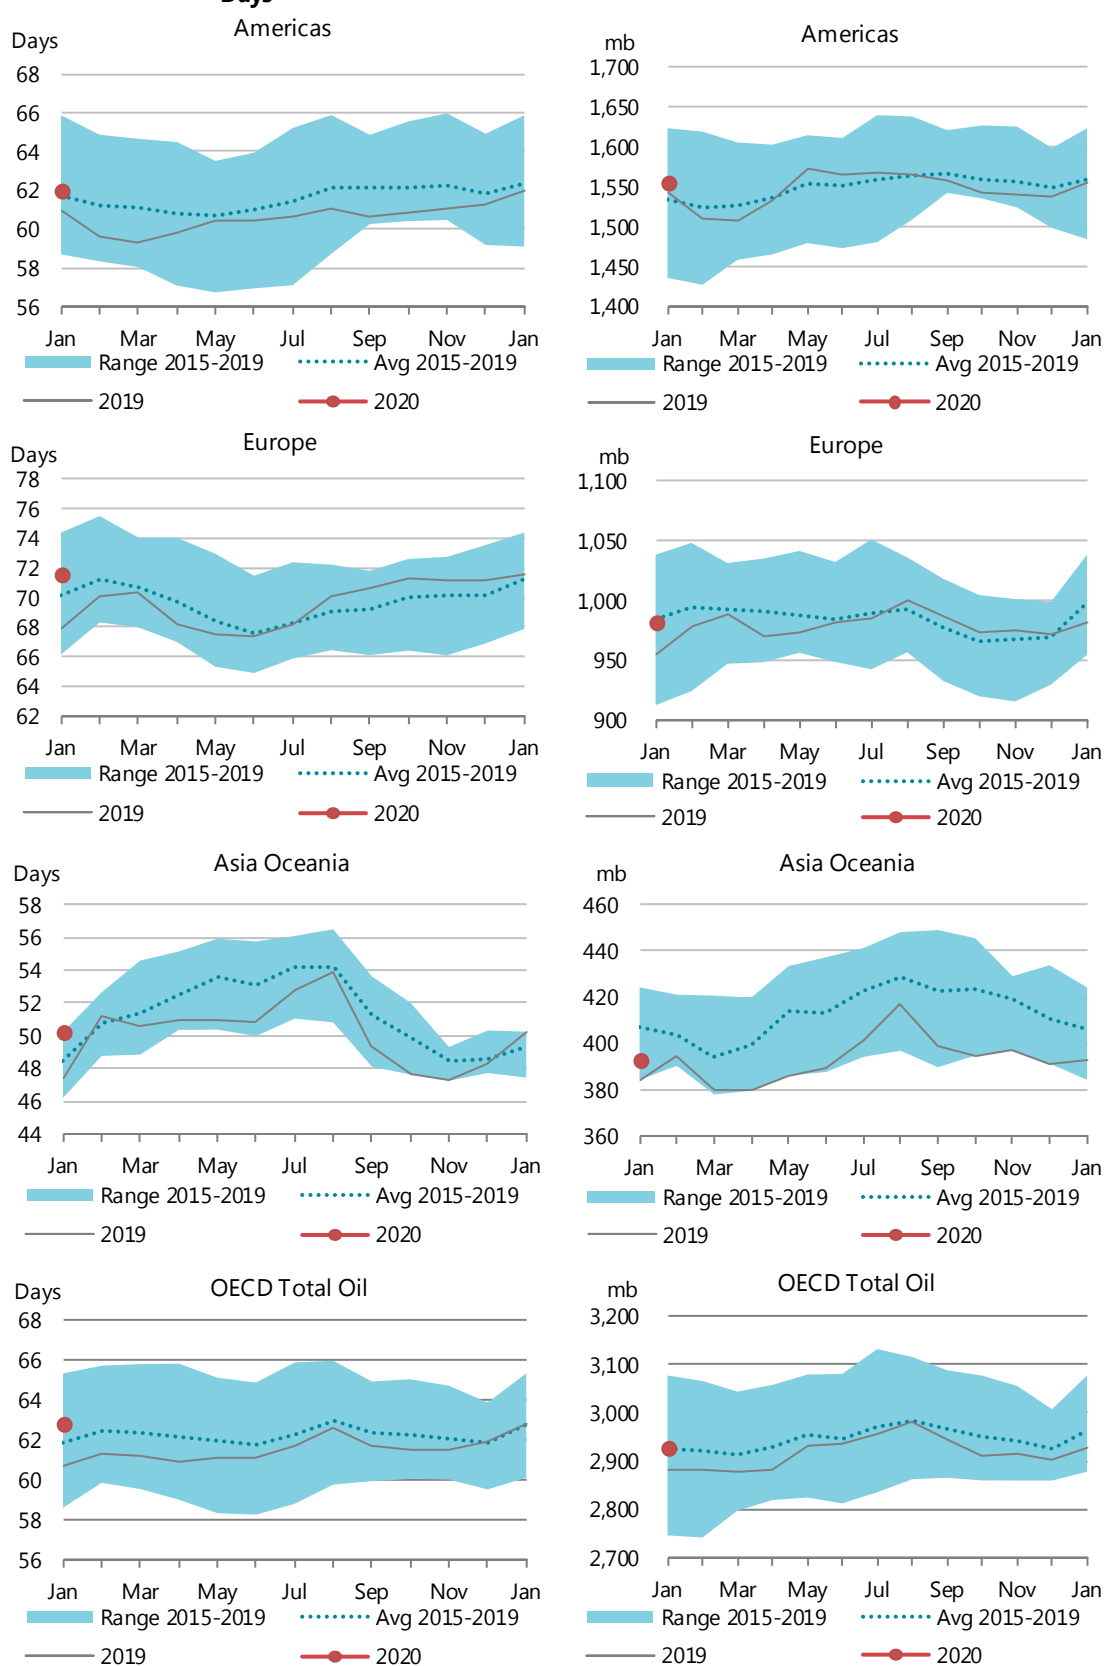 Days
Americas
Days
68
66
64
62
60
58
56
Jan Mar May Jul Sep Nov Jan
Range 2015-2019 Avg 2015-2019
2019 2020
Americas
mb
1,700
1,650
1,600
1,550
1,500
1,450
1,400
Jan Mar May Jul Sep Nov Jan
Range 2015-2019 Avg 2015-2019
2019 2020
Europe
Days
78
76
74
72
70
68
66
64
62
Jan Mar May Jul Sep Nov Jan
Range 2015-2019 Avg 2015-2019
2019 2020
Europe
mb
1,100
1,050
1,000
950
900
Jan Mar May Jul Sep Nov Jan
Range 2015-2019 Avg 2015-2019
2019 2020
Asia Oceania
Days
58
56
54
52
50
48
46
44
Jan Mar May Jul Sep Nov Jan
Range 2015-2019 Avg 2015-2019
2019 2020
Asia Oceania
mb
460
440
420
400
380
360
Jan Mar May Jul Sep Nov Jan
Range 2015-2019 Avg 2015-2019
2019 2020
OECD Total Oil
Days
68
66
64
62
60
58
56
Jan Mar May Jul Sep Nov Jan
Range 2015-2019 Avg 2015-2019
2019 2020
OECD Total Oil
mb
3,200
3,100
3,000
2,900
2,800
2,700
Jan Mar May Jul Sep Nov Jan
Range 2015-2019 Avg 2015-2019
2019 2020